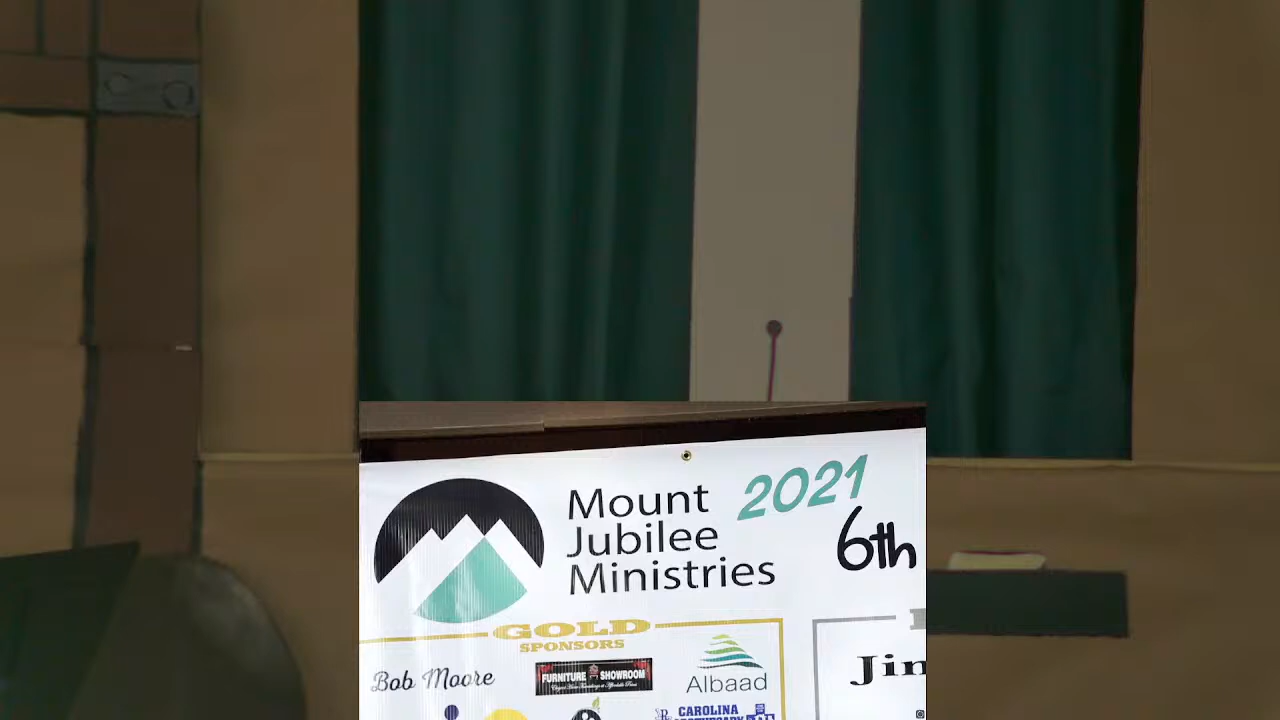 Mount
Jubilee
Ministries
2021
6th
GOLD
SPONSORS
Bob Moore
FURNITURE SHOWROOM
Albaad
Jin
CAROLINA